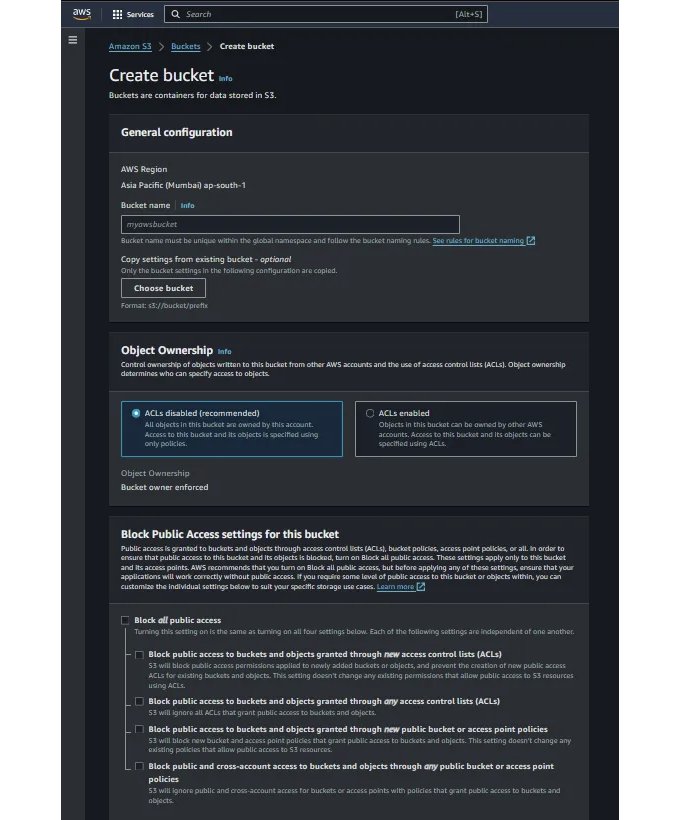 aws
Services
Search
[Alt+S]
Amazon S3 > Buckets > Create bucket
Create bucket Info
Buckets are containers for data stored in S3.
General configuration
AWS Region
Asia Pacific (Mumbai) ap-south-1
Bucket name Info
myawsbucket
Bucket name must be unique within the global namespace and follow the bucket naming rules. See rules for bucket naming
Copy settings from existing bucket - optional
Only the bucket settings in the following configuration are copied.
Choose bucket
Format: s3://bucket/prefix
Object Ownership Info
Control ownership of objects written to this bucket from other AWS accounts and the use of access control lists (ACLs). Object ownership
determines who can specify access to objects.
ACLs disabled (recommended)
All objects in this bucket are owned by this account.
Access to this bucket and its objects is specified using
only policies.
ACLs enabled
Objects in this bucket can be owned by other AWS
accounts. Access to this bucket and its objects can be
specified using ACLs.
Object Ownership
Bucket owner enforced
Block Public Access settings for this bucket
Public access is granted to buckets and objects through access control lists (ACLs), bucket policies, access point policies, or all. In order to
ensure that public access to this bucket and its objects is blocked, turn on Block all public access. These settings apply only to this bucket
and its access points. AWS recommends that you turn on Block all public access, but before applying any of these settings, ensure that your
applications will work correctly without public access. If you require some level of public access to this bucket or objects within, you can
customize the individual settings below to suit your specific storage use cases. Learn more
Block all public access
Turning this setting on is the same as turning on all four settings below. Each of the following settings are independent of one another.
Block public access to buckets and objects granted through new access control lists (ACLs)
S3 will block public access permissions applied to newly added buckets or objects, and prevent the creation of new public access
ACLs for existing buckets and objects. This setting doesn't change any existing permissions that allow public access to S3 resources
using ACLs.
Block public access to buckets and objects granted through any access control lists (ACLs)
S3 will ignore all ACLs that grant public access to buckets and objects.
Block public access to buckets and objects granted through new public bucket or access point policies
S3 will block new bucket and access point policies that grant public access to buckets and objects. This setting doesn't change any
existing policies that allow public access to S3 resources.
Block public and cross-account access to buckets and objects through any public bucket or access point
policies
S3 will ignore public and cross-account access for buckets or access points with policies that grant public access to buckets and
objects.